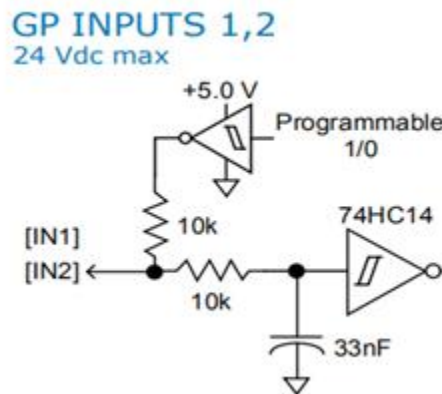 GP INPUTS 1,2
24 Vdc max
+5.0 V
Programmable
1/0
10k
74HC14
[IN1]
[IN2]
10k
33nF